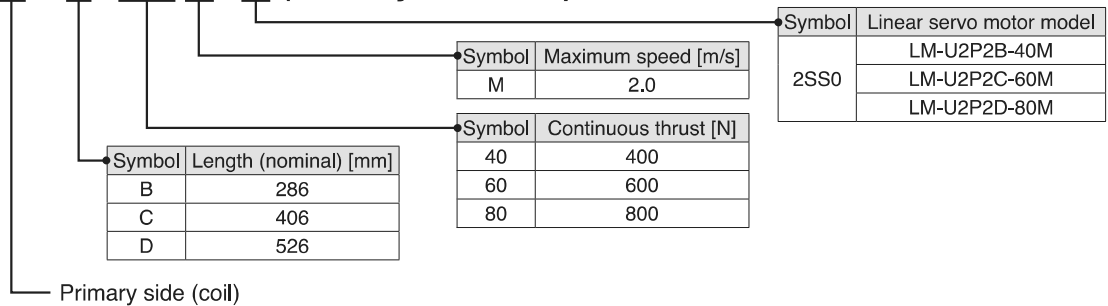 Symbol Linear servo motor model
2SS0 LM-U2P2B-40M
LM-U2P2C-60M
LM-U2P2D-80M
Symbol Maximum speed [m/s]
M 2.0
Symbol Continuous thrust [N]
40 400
60 600
80 800
Symbol Length (nominal) [mm]
B 286
C 406
D 526
Primary side (coil)